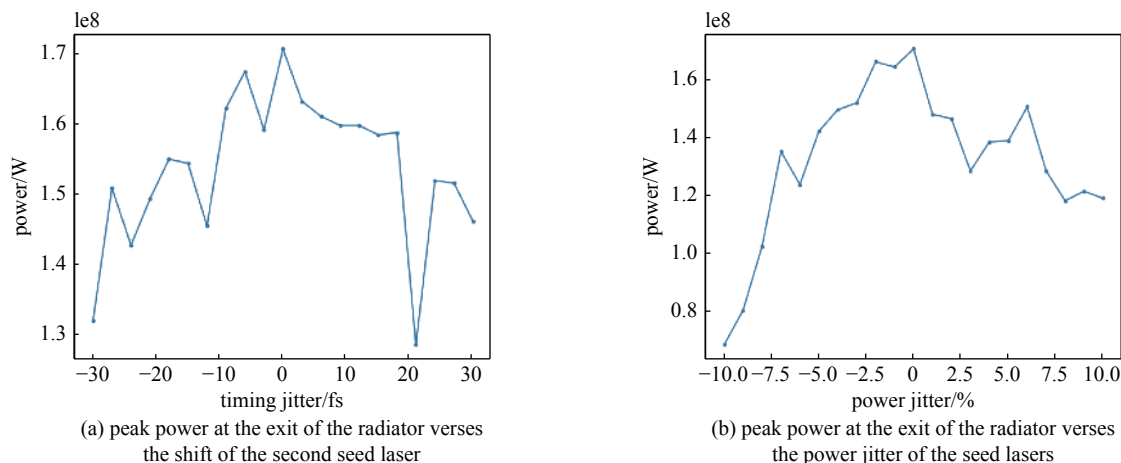 1e8
1.7
1.6
1.5
1.4
1.3
power/W
−30 −20 −10 0 10 20 30
timing jitter/fs
(a) peak power at the exit of the radiator verses
the shift of the second seed laser
1e8
1.6
1.4
1.2
1.0
0.8
power/W
−10.0 −7.5 −5.0 −2.5 0 2.5 5.0 7.5 10.0
power jitter/%
(b) peak power at the exit of the radiator verses
the power jitter of the seed lasers